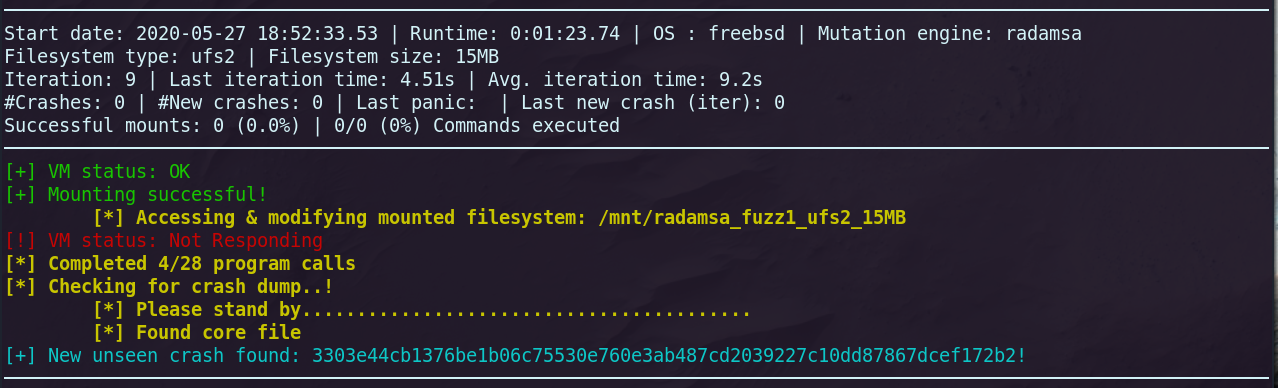 Start date: 2020-05-27 18:52:33.53 | Runtime: 0:01:23.74 | OS : freebsd | Mutation engine: radamsa
Filesystem type: ufs2 | Filesystem size: 15MB
Iteration: 9 | Last iteration time: 4.51s | Avg. iteration time: 9.2s
#Crashes: 0 | #New crashes: 0 | Last panic:  | Last new crash (iter): 0
Successful mounts: 0 (0.0%) | 0/0 (0%) Commands executed
[+] VM status: OK
[+] Mounting successful!
[*] Accessing & modifying mounted filesystem: /mnt/radamsa_fuzz1_ufs2_15MB
[!] VM status: Not Responding
[*] Completed 4/28 program calls
[*] Checking for crash dump..!
[*] Please stand by.........................................
[*] Found core file
[+] New unseen crash found: 3303e44cb1376be1b06c75530e760e3ab487cd2039227c10dd87867dcef172b2!